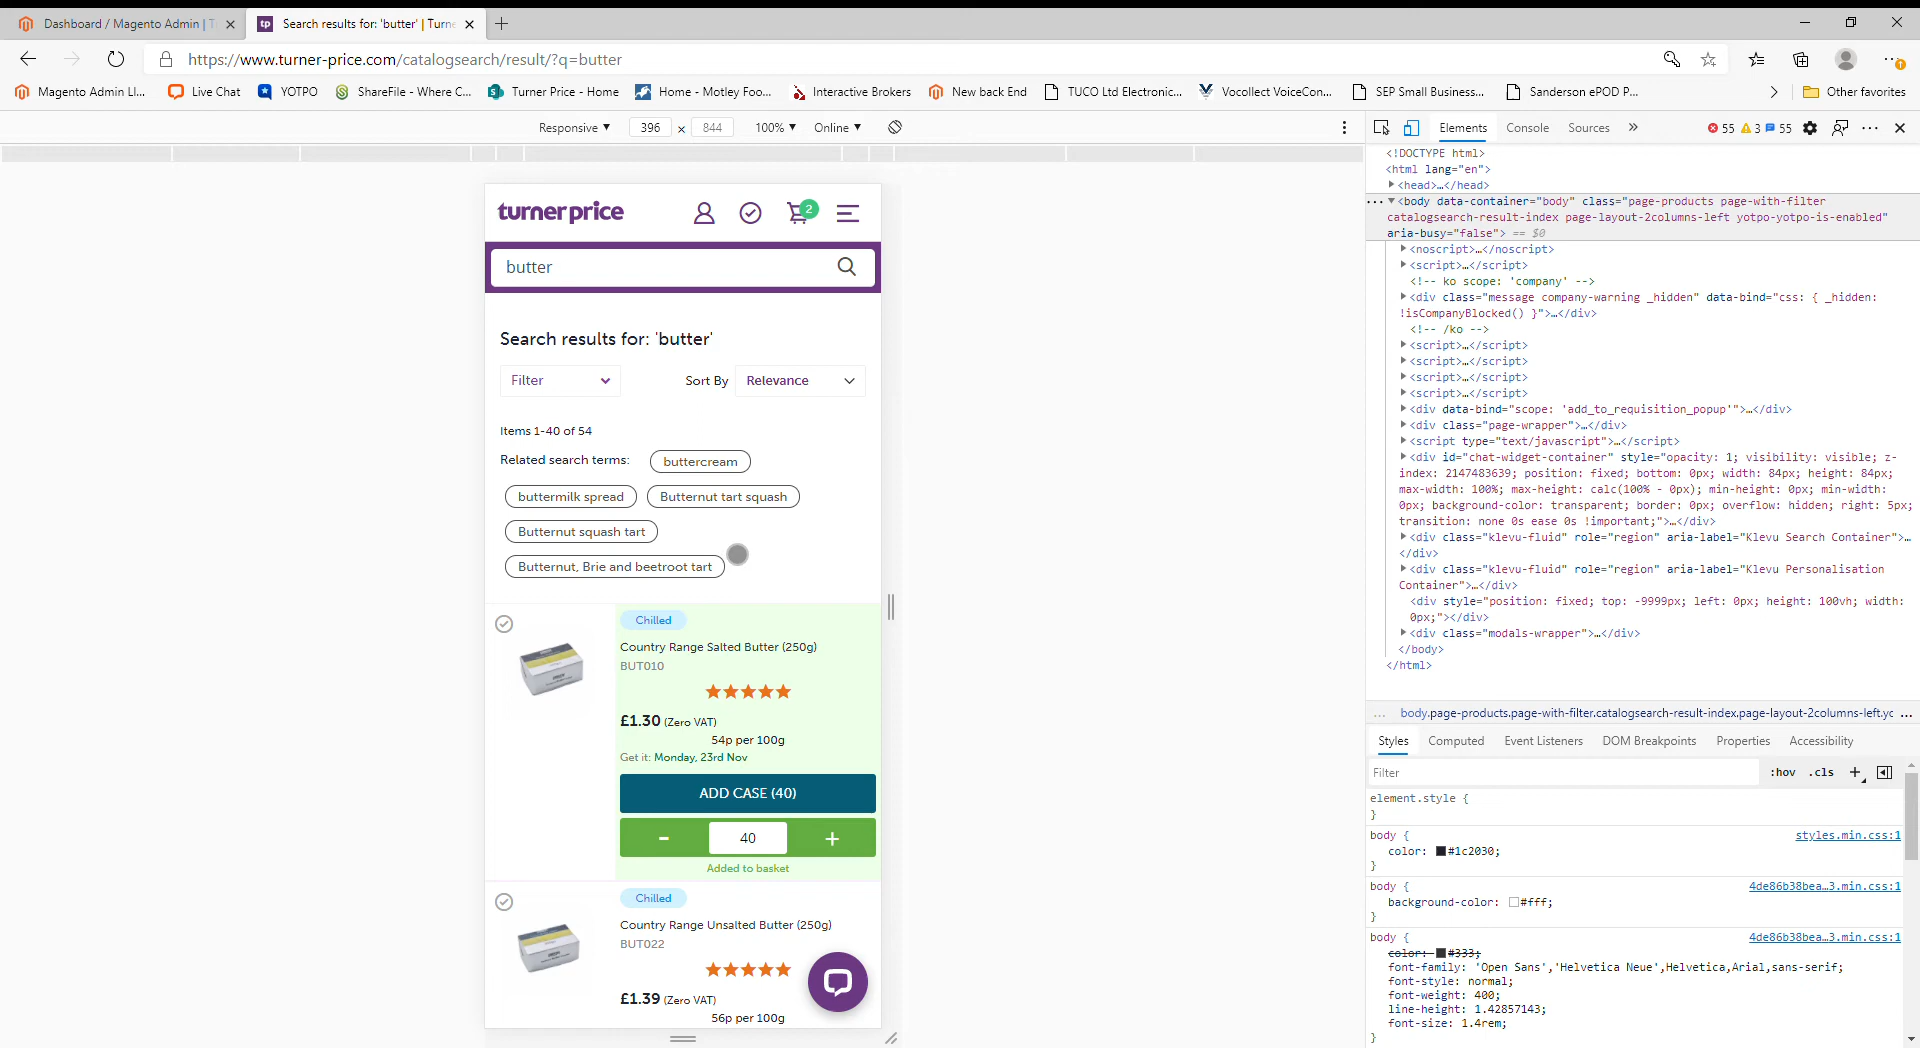 Dashboard / Magento Admin | T
Search results for: 'butter' | Turne
https://www.turner-price.com/catalogsearch/result/?q=butter
Magento Admin LI...
Live Chat
YOTPO
ShareFile - Where C...
Turner Price - Home
Home - Motley Foo...
Interactive Brokers
New back End
TUCO Ltd Electronic...
Vocollect VoiceCon...
SEP Small Business...
Sanderson ePOD P...
Other favorites
Responsive ▼ 396 x 844 100% ▼ Online ▼
Elements Console Sources » 55 3 55
turnerprice
2
butter
Search results for: 'butter'
Filter
Sort By
Relevance
Items 1-40 of 54
Related search terms:
buttercream
buttermilk spread
Butternut tart squash
Butternut squash tart
Butternut, Brie and beetroot tart
Chilled
Country Range Salted Butter (250g)
BUT010
£1.30 (Zero VAT)
54p per 100g
Get it: Monday, 23rd Nov
ADD CASE (40)
- 40 +
Added to basket
Chilled
Country Range Unsalted Butter (250g)
BUT022
£1.39 (Zero VAT)
56p per 100g
<!DOCTYPE html>
<html lang="en">
<head>…</head>
<body data-container="body" class="page-products page-with-filter
catalogsearch-result-index page-layout-2columns-left yotpo-yotpo-is-enabled"
aria-busy="false"> == $0
<noscript>…</noscript>
<script>…</script>
<!-- ko scope: 'company' -->
<div class="message company-warning _hidden" data-bind="css: { _hidden:
!isCompanyBlocked() }">…</div>
<!-- /ko -->
<script>…</script>
<script>…</script>
<script>…</script>
<script>…</script>
<div data-bind="scope: 'add_to_requisition_popup'">…</div>
<div class="page-wrapper">…</div>
<script type="text/javascript">…</script>
<div id="chat-widget-container" style="opacity: 1; visibility: visible; z-
index: 2147483639; position: fixed; bottom: 0px; width: 84px; height: 84px;
max-width: 100%; max-height: calc(100% - 0px); min-height: 0px; min-width:
0px; background-color: transparent; border: 0px; overflow: hidden; right: 5px;
transition: none 0s ease 0s !important;">…</div>
<div class="klevu-fluid" role="region" aria-label="Klevu Search Container">…
</div>
<div class="klevu-fluid" role="region" aria-label="Klevu Personalisation
Container">…</div>
<div style="position: fixed; top: -9999px; left: 0px; height: 100vh; width:
0px;"></div>
<div class="modals-wrapper">…</div>
</body>
</html>
... body.page-products.page-with-filter.catalogsearch-result-index.page-layout-2columns-left.yo ...
Styles Computed Event Listeners DOM Breakpoints Properties Accessibility
Filter
:hov .cls +
element.style {
}
body {
styles.min.css:1
color: #1c2030;
}
body {
4de86b38bea…3.min.css:1
background-color: #fff;
}
body {
4de86b38bea…3.min.css:1
color: #333;
font-family: 'Open Sans','Helvetica Neue',Helvetica,Arial,sans-serif;
font-style: normal;
font-weight: 400;
line-height: 1.42857143;
font-size: 1.4rem;
}